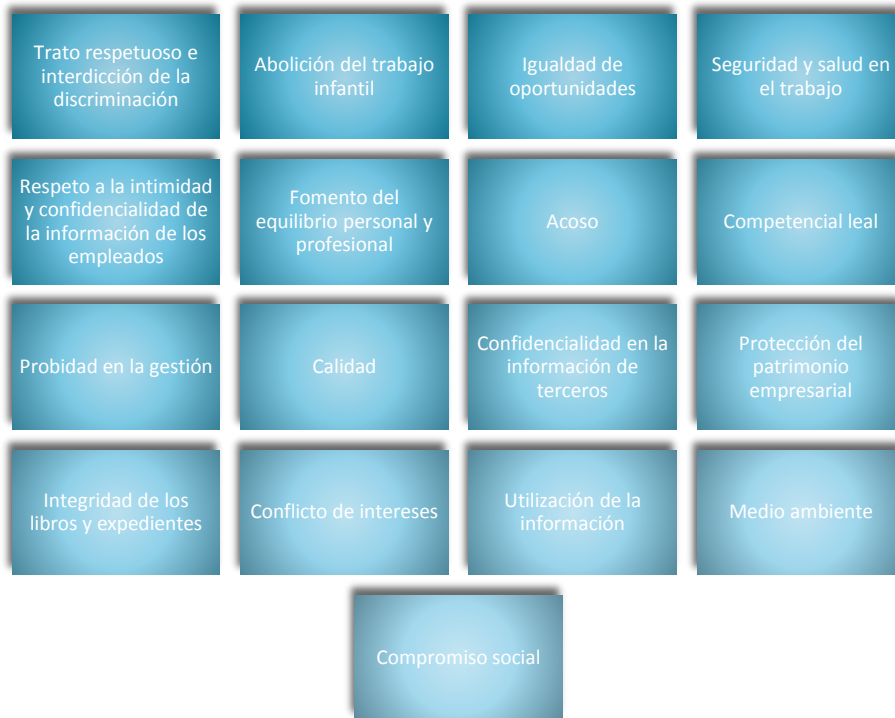 Trato respetuoso e
interdicción de la
discriminación
Abolición del trabajo
infantil
Igualdad de
oportunidades
Seguridad y salud en
el trabajo
Respeto a la intimidad
y confidencialidad de
la información de los
empleados
Fomento del
equilibrio personal y
profesional
Acoso
Competencial leal
Probidad en la gestión
Calidad
Confidencialidad en la
información de
terceros
Protección del
patrimonio
empresarial
Integridad de los
libros y expedientes
Conflicto de intereses
Utilización de la
información
Medio ambiente
Compromiso social